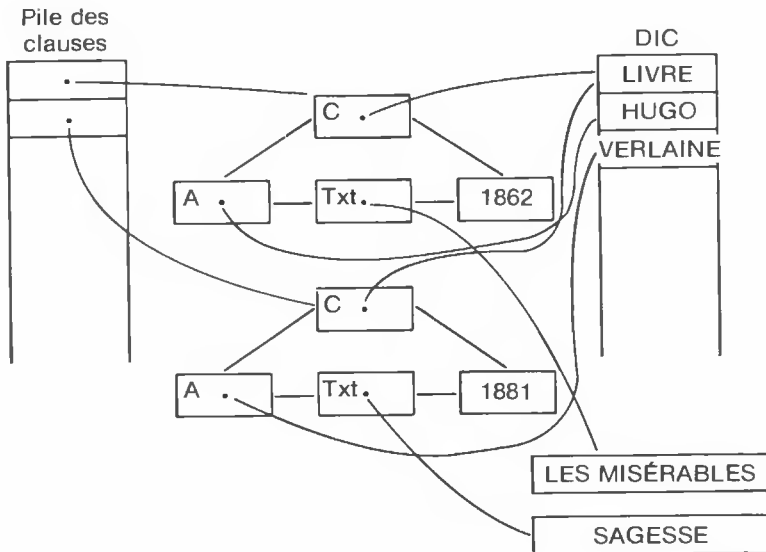 Pile des
clauses
DIC
LIVRE
C
HUGO
VERLAINE
A
Txt
1862
C
A
Txt
1881
LES MISÉRABLES
SAGESSE